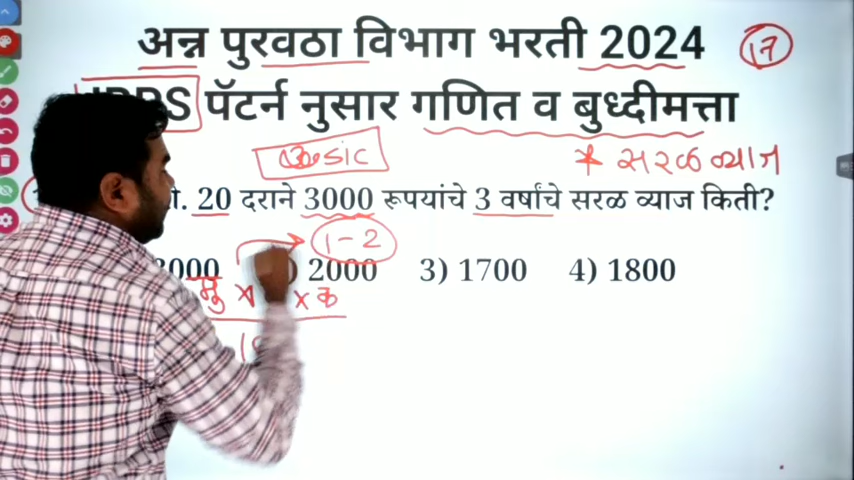 अन्न पुरवठा विभाग भरती 2024 17
पॅटर्न नुसार गणित व बुध्दीमत्ता
Basic * सरळ व्याज
20 दराने 3000 रूपयांचे 3 वर्षाचे सरळ व्याज किती?
1-2
2000 3) 1700 4) 1800
मु × × क